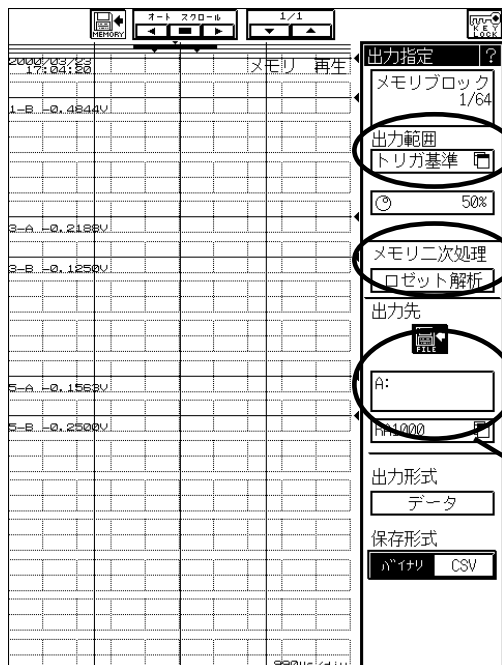 MEMORY
オート スクロール
1/1
KEY
LOCK
2000/03/23
17:04:20
メモリ 再生
1-B -0.4844V
3-A -0.2188V
3-B -0.1250V
5-A -0.1563V
5-B -0.2500V
出力指定 ?
メモリブロック
1/64
出力範囲
トリガ基準
50%
メモリ二次処理
ロゼット解析
出力先
FILE
A:
RA1000
出力形式
データ
保存形式
バイナリ CSV